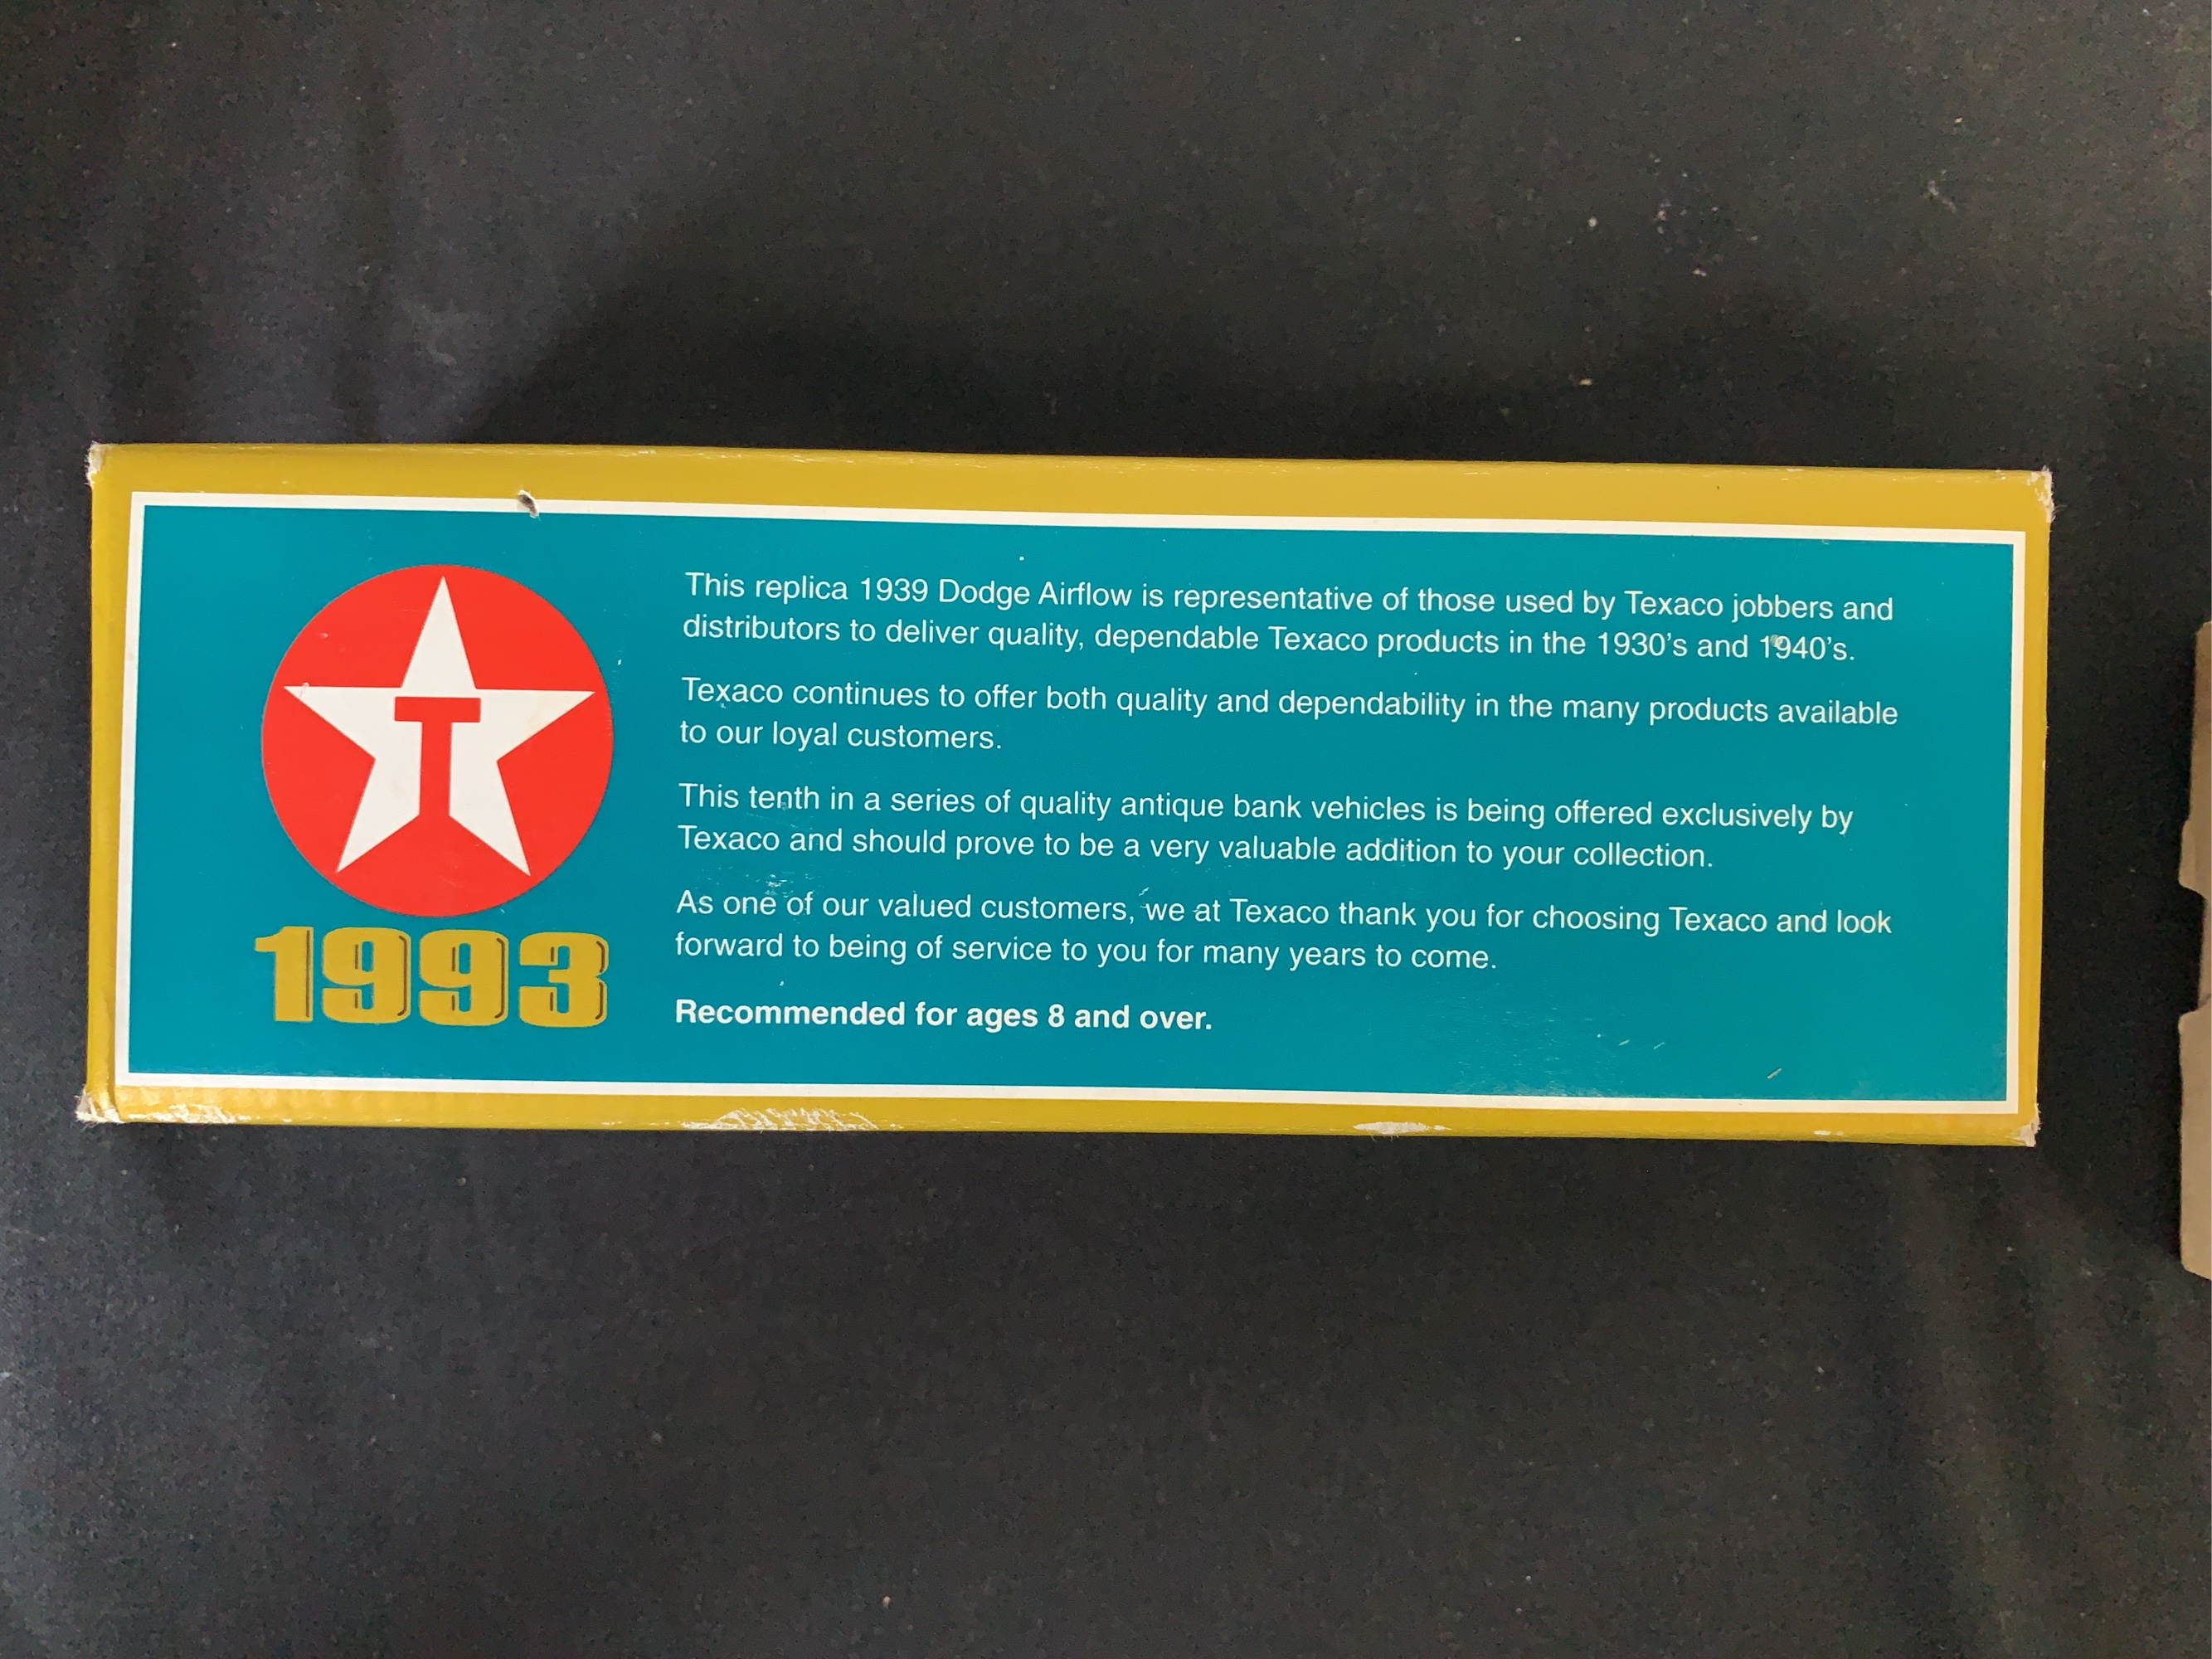 This replica 1939 Dodge Airflow is representative of those used by Texaco jobbers and
distributors to deliver quality, dependable Texaco products in the 1930's and 1940's.
Texaco continues to offer both quality and dependability in the many products available
to our loyal customers.
This tenth in a series of quality antique bank vehicles is being offered exclusively by
Texaco and should prove to be a very valuable addition to your collection.
As one of our valued customers, we at Texaco thank you for choosing Texaco and look
forward to being of service to you for many years to come.
Recommended for ages 8 and over.
T
1993